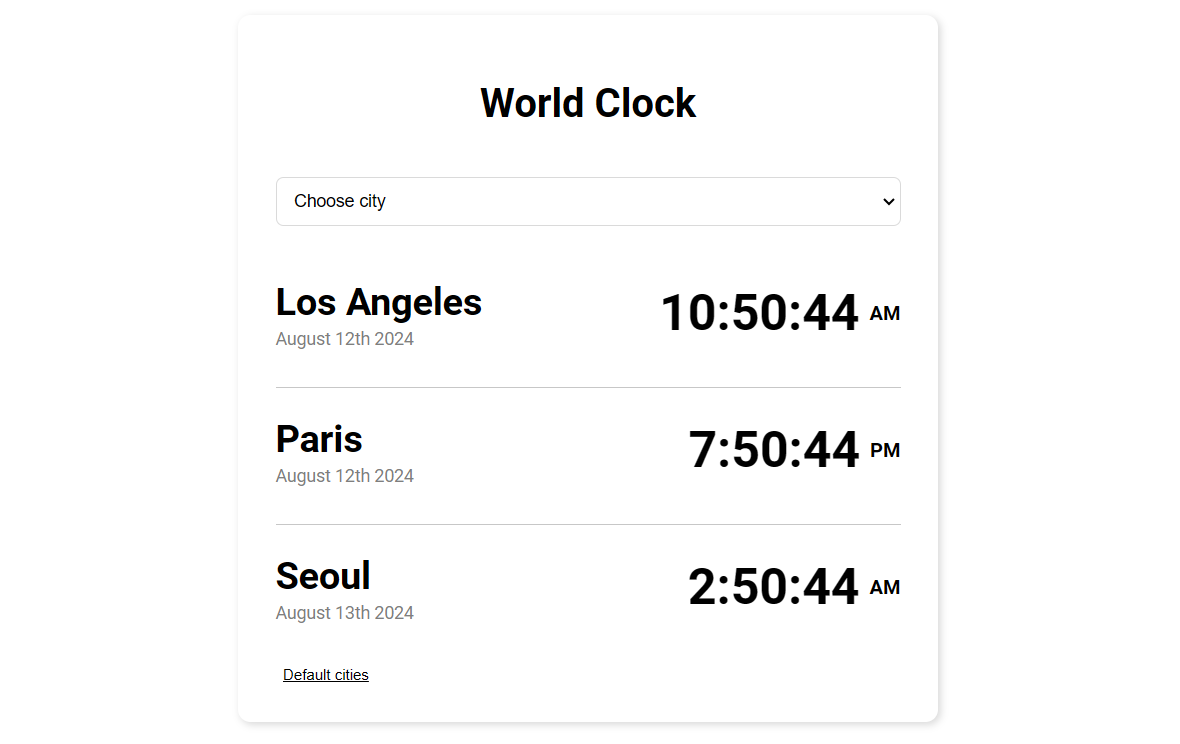 World Clock
Choose city
Los Angeles
10:50:44 AM
August 12th 2024
Paris
7:50:44 PM
August 12th 2024
Seoul
2:50:44 AM
August 13th 2024
Default cities